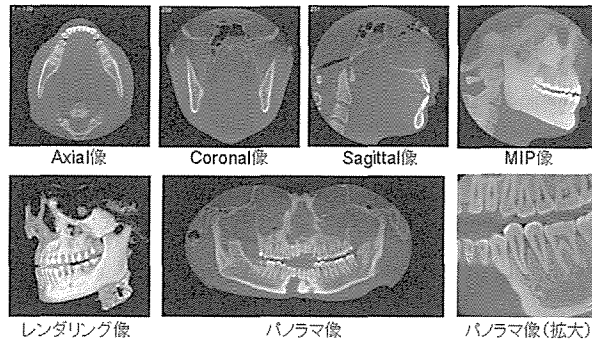 Axial像
Coronal像
Sagittal像
MIP像
レンダリング像
パノラマ像
パノラマ像(拡大)